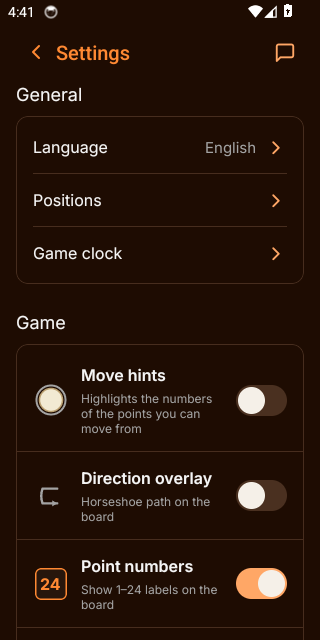 4:41
Settings
General
Language
English
Positions
Game clock
Game
Move hints
Highlights the numbers
of the points you can
move from
Direction overlay
Horseshoe path on the
board
24
Point numbers
Show 1–24 labels on the
board